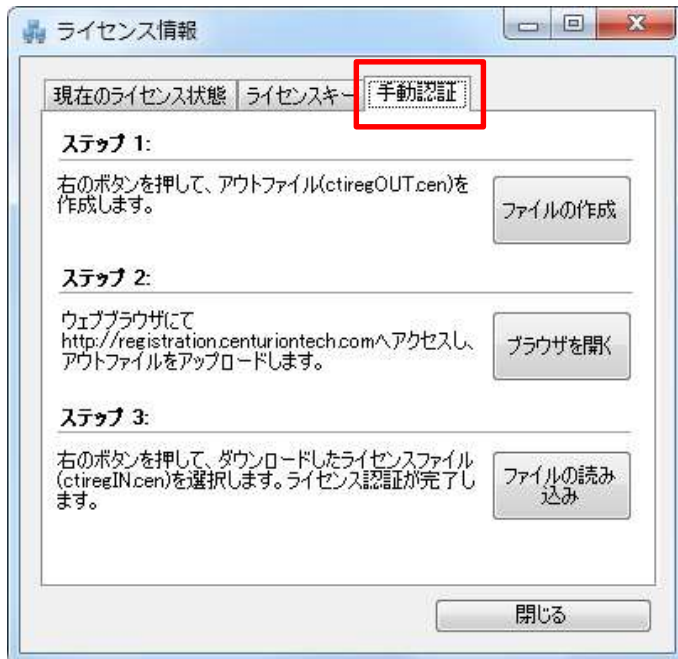 ライセンス情報
現在のライセンス状態 ライセンスキー 手動認証
ステップ 1:
右のボタンを押して、アウトファイル(ctiregOUT.cen)を
作成します。
ファイルの作成
ステップ 2:
ウェブブラウザにて
http://registration.centuriontech.comへアクセスし、
アウトファイルをアップロードします。
ブラウザを開く
ステップ 3:
右のボタンを押して、ダウンロードしたライセンスファイル
(ctiregIN.cen)を選択します。ライセンス認証が完了し
ます。
ファイルの読み
込み
閉じる